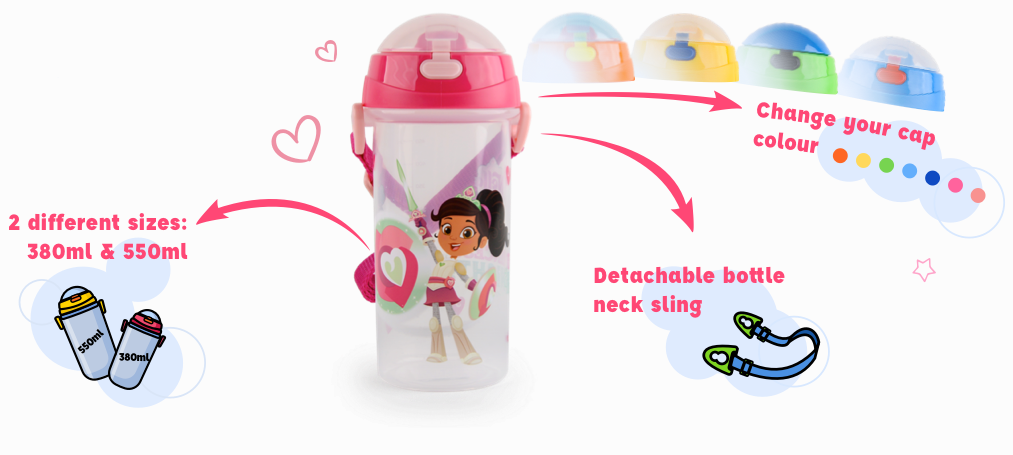 Change your cap
colour
2 different sizes:
380ml & 550ml
Detachable bottle
neck sling
550ml
380ml